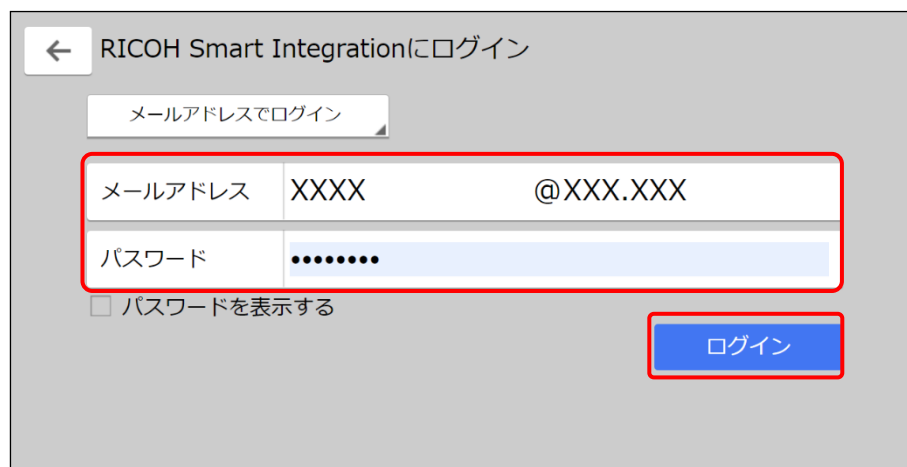 ← RICOH Smart Integrationにログイン
メールアドレスでログイン
メールアドレス XXXX @XXX.XXX
パスワード ••••••••
パスワードを表示する
ログイン